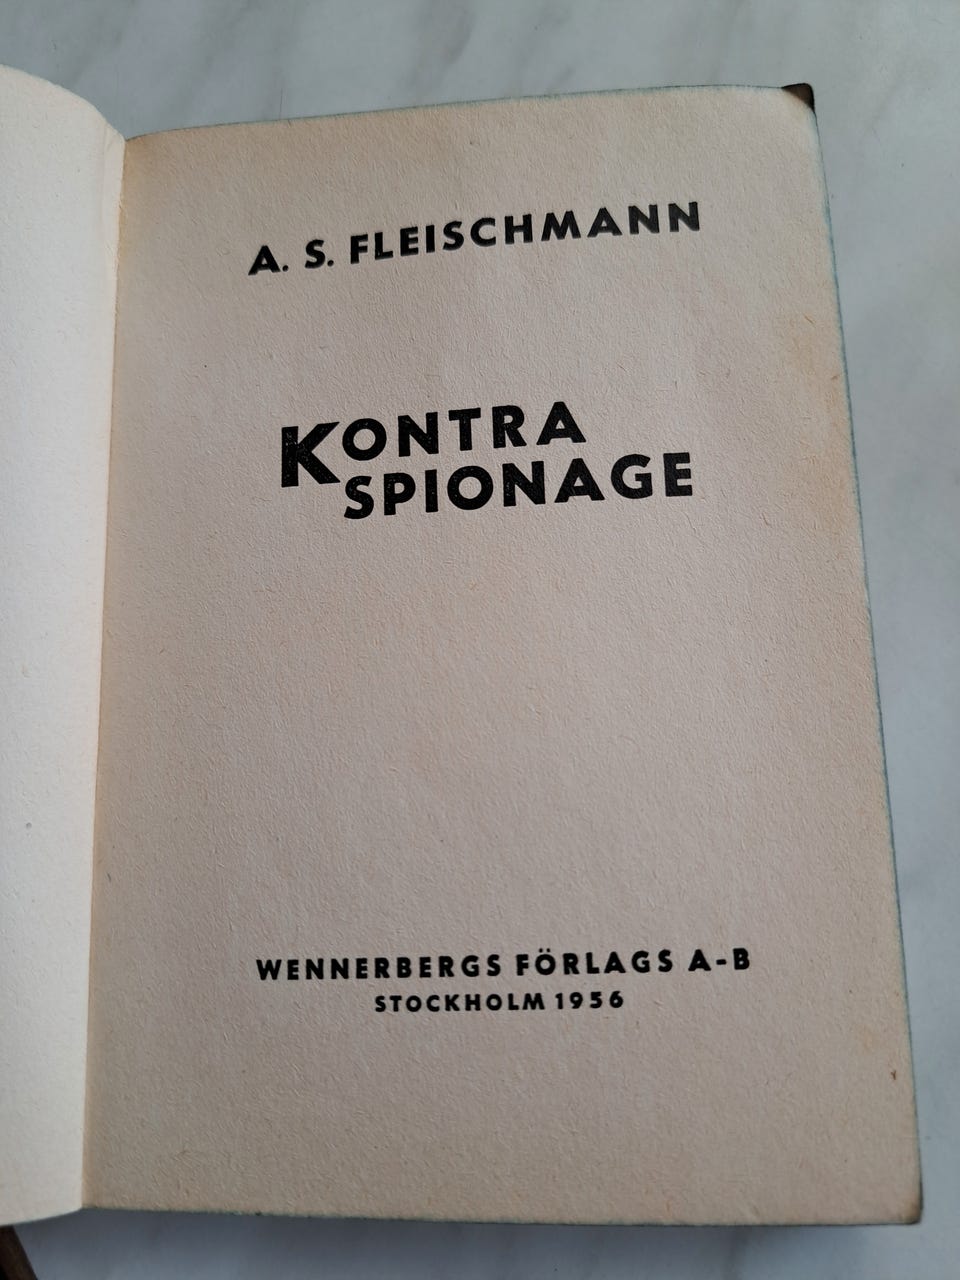 A. S. FLEISCHMANN
KONTRA
SPIONAGE
WENNERBERGS FÖRLAGS A-B
STOCKHOLM 1956